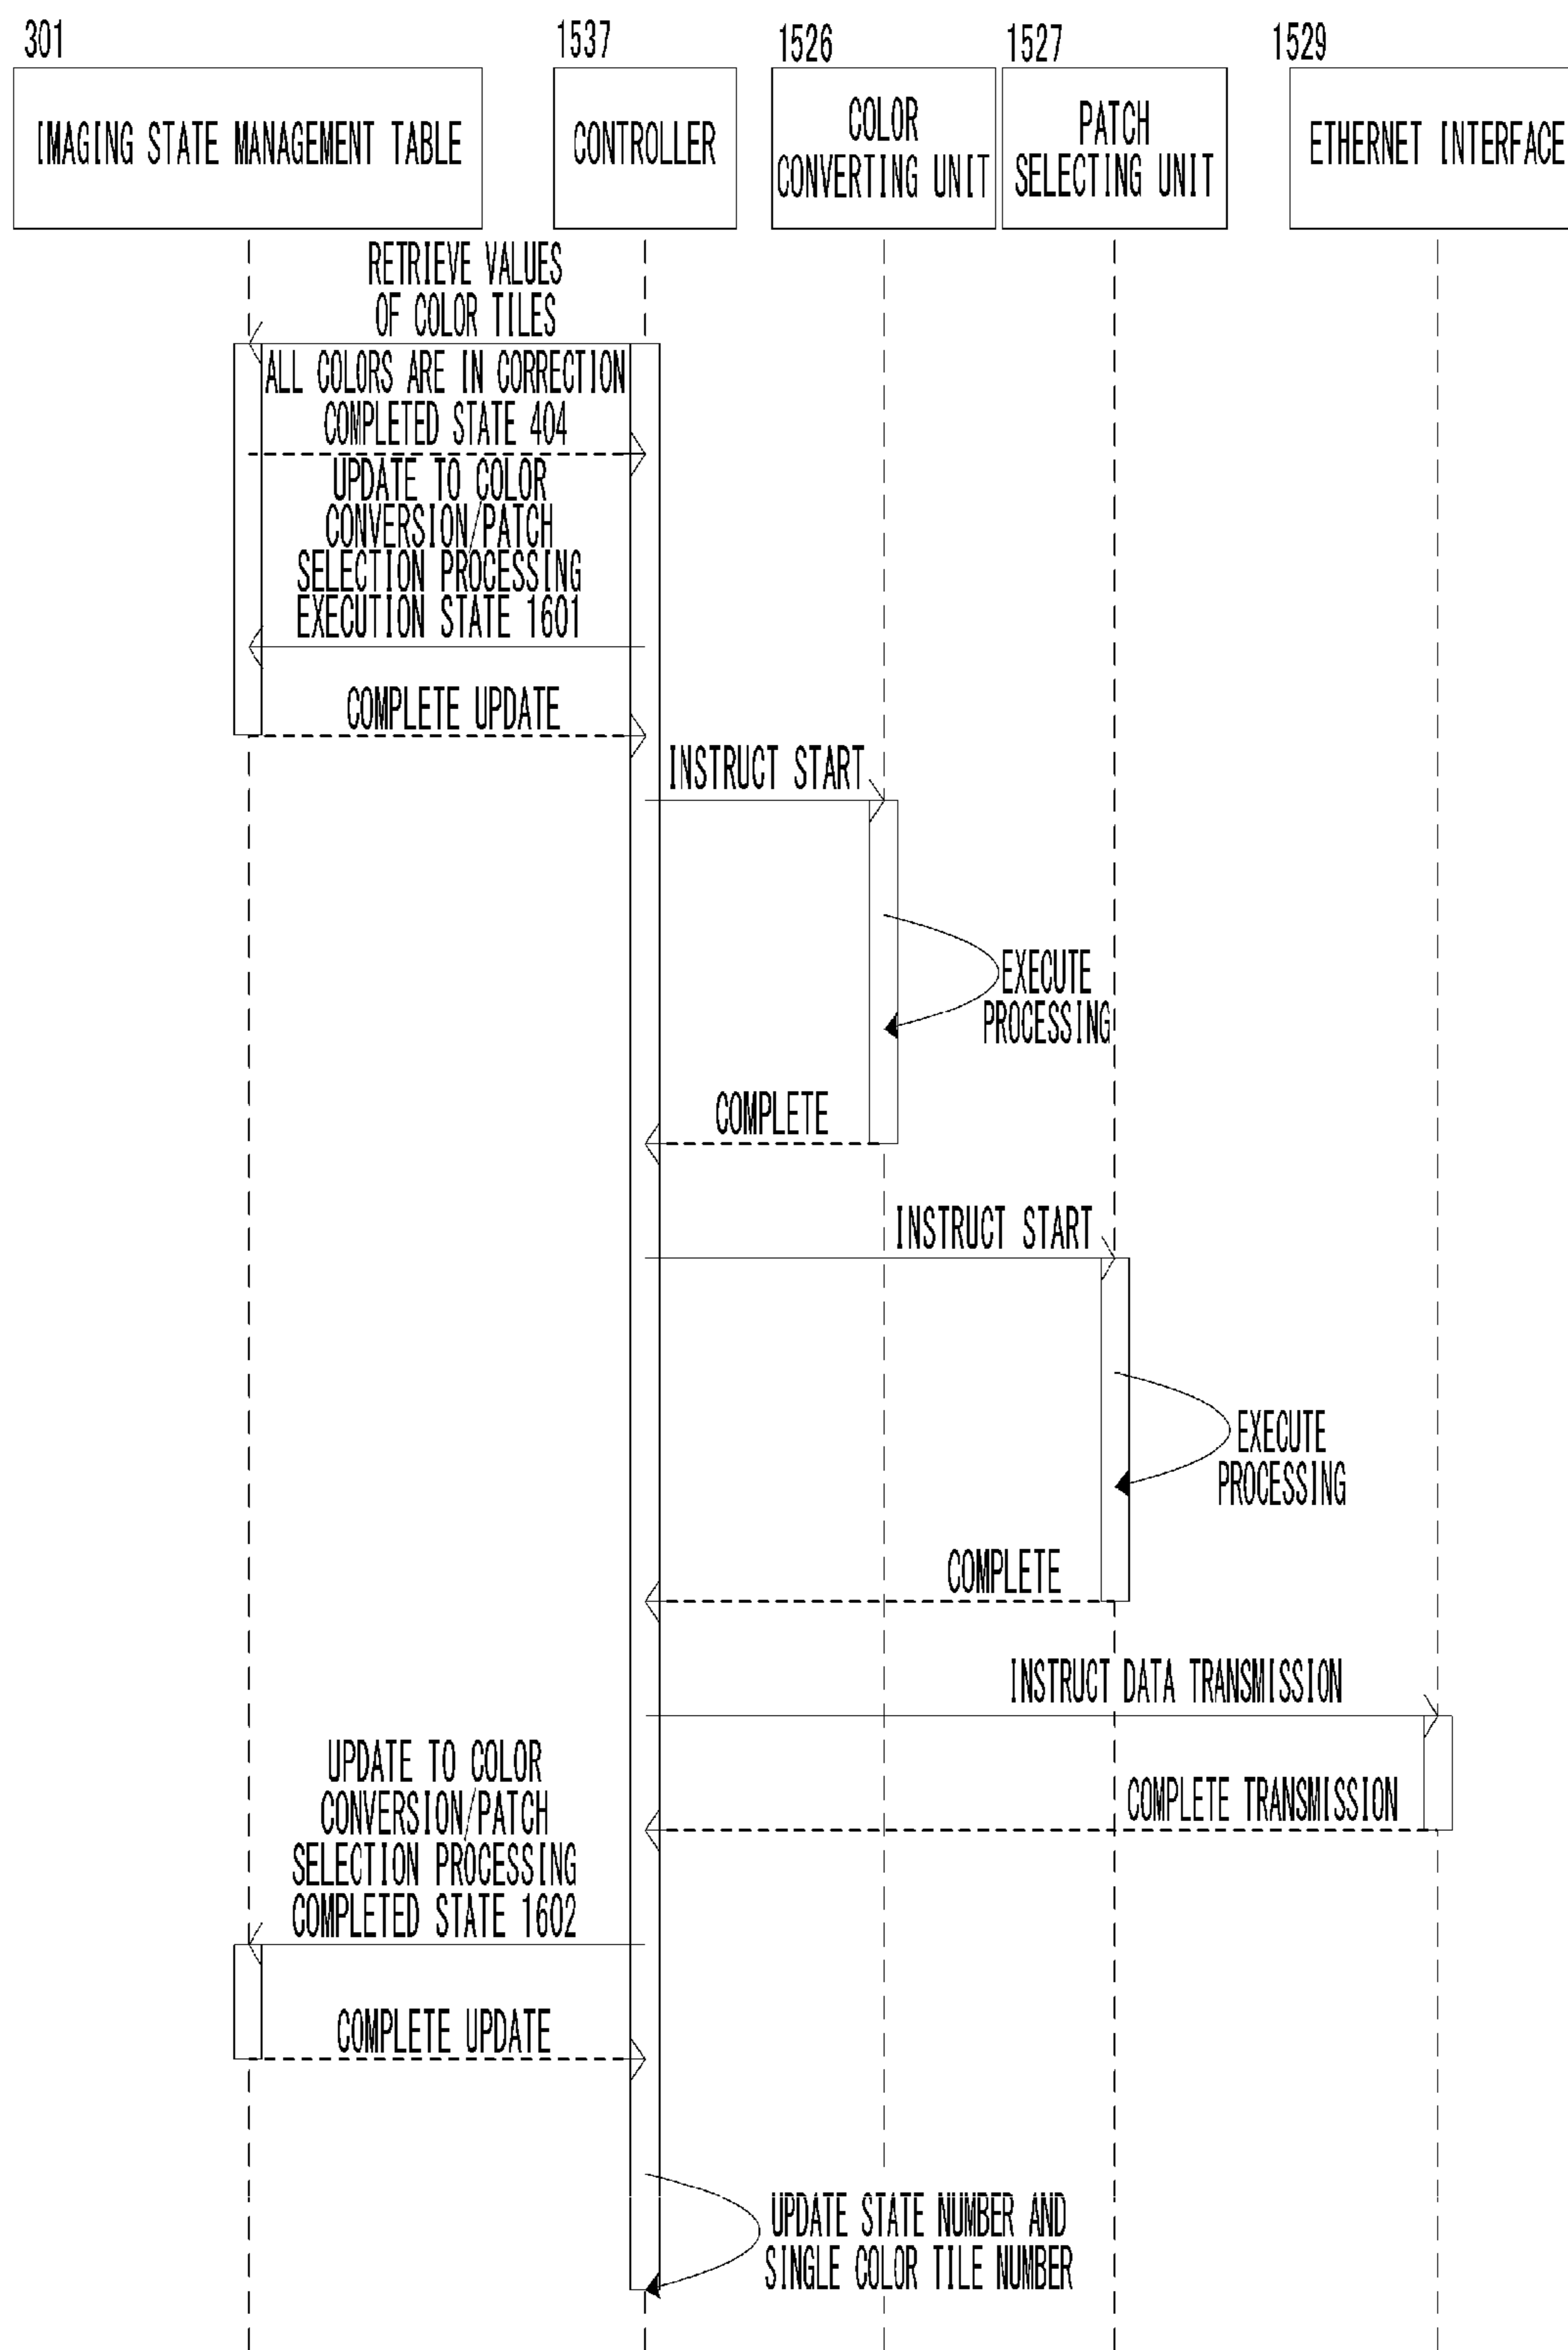 301
IMAGING STATE MANAGEMENT TABLE
1537
CONTROLLER
1526
COLOR
CONVERTING UNIT
1527
PATCH
SELECTING UNIT
1529
ETHERNET INTERFACE
RETRIEVE VALUES
OF COLOR TILES
ALL COLORS ARE IN CORRECTION
COMPLETED STATE 404
UPDATE TO COLOR
CONVERSION/PATCH
SELECTION PROCESSING
EXECUTION STATE 1601
COMPLETE UPDATE
INSTRUCT START
EXECUTE
PROCESSING
COMPLETE
INSTRUCT START
EXECUTE
PROCESSING
COMPLETE
INSTRUCT DATA TRANSMISSION
COMPLETE TRANSMISSION
UPDATE TO COLOR
CONVERSION/PATCH
SELECTION PROCESSING
COMPLETED STATE 1602
COMPLETE UPDATE
UPDATE STATE NUMBER AND
SINGLE COLOR TILE NUMBER